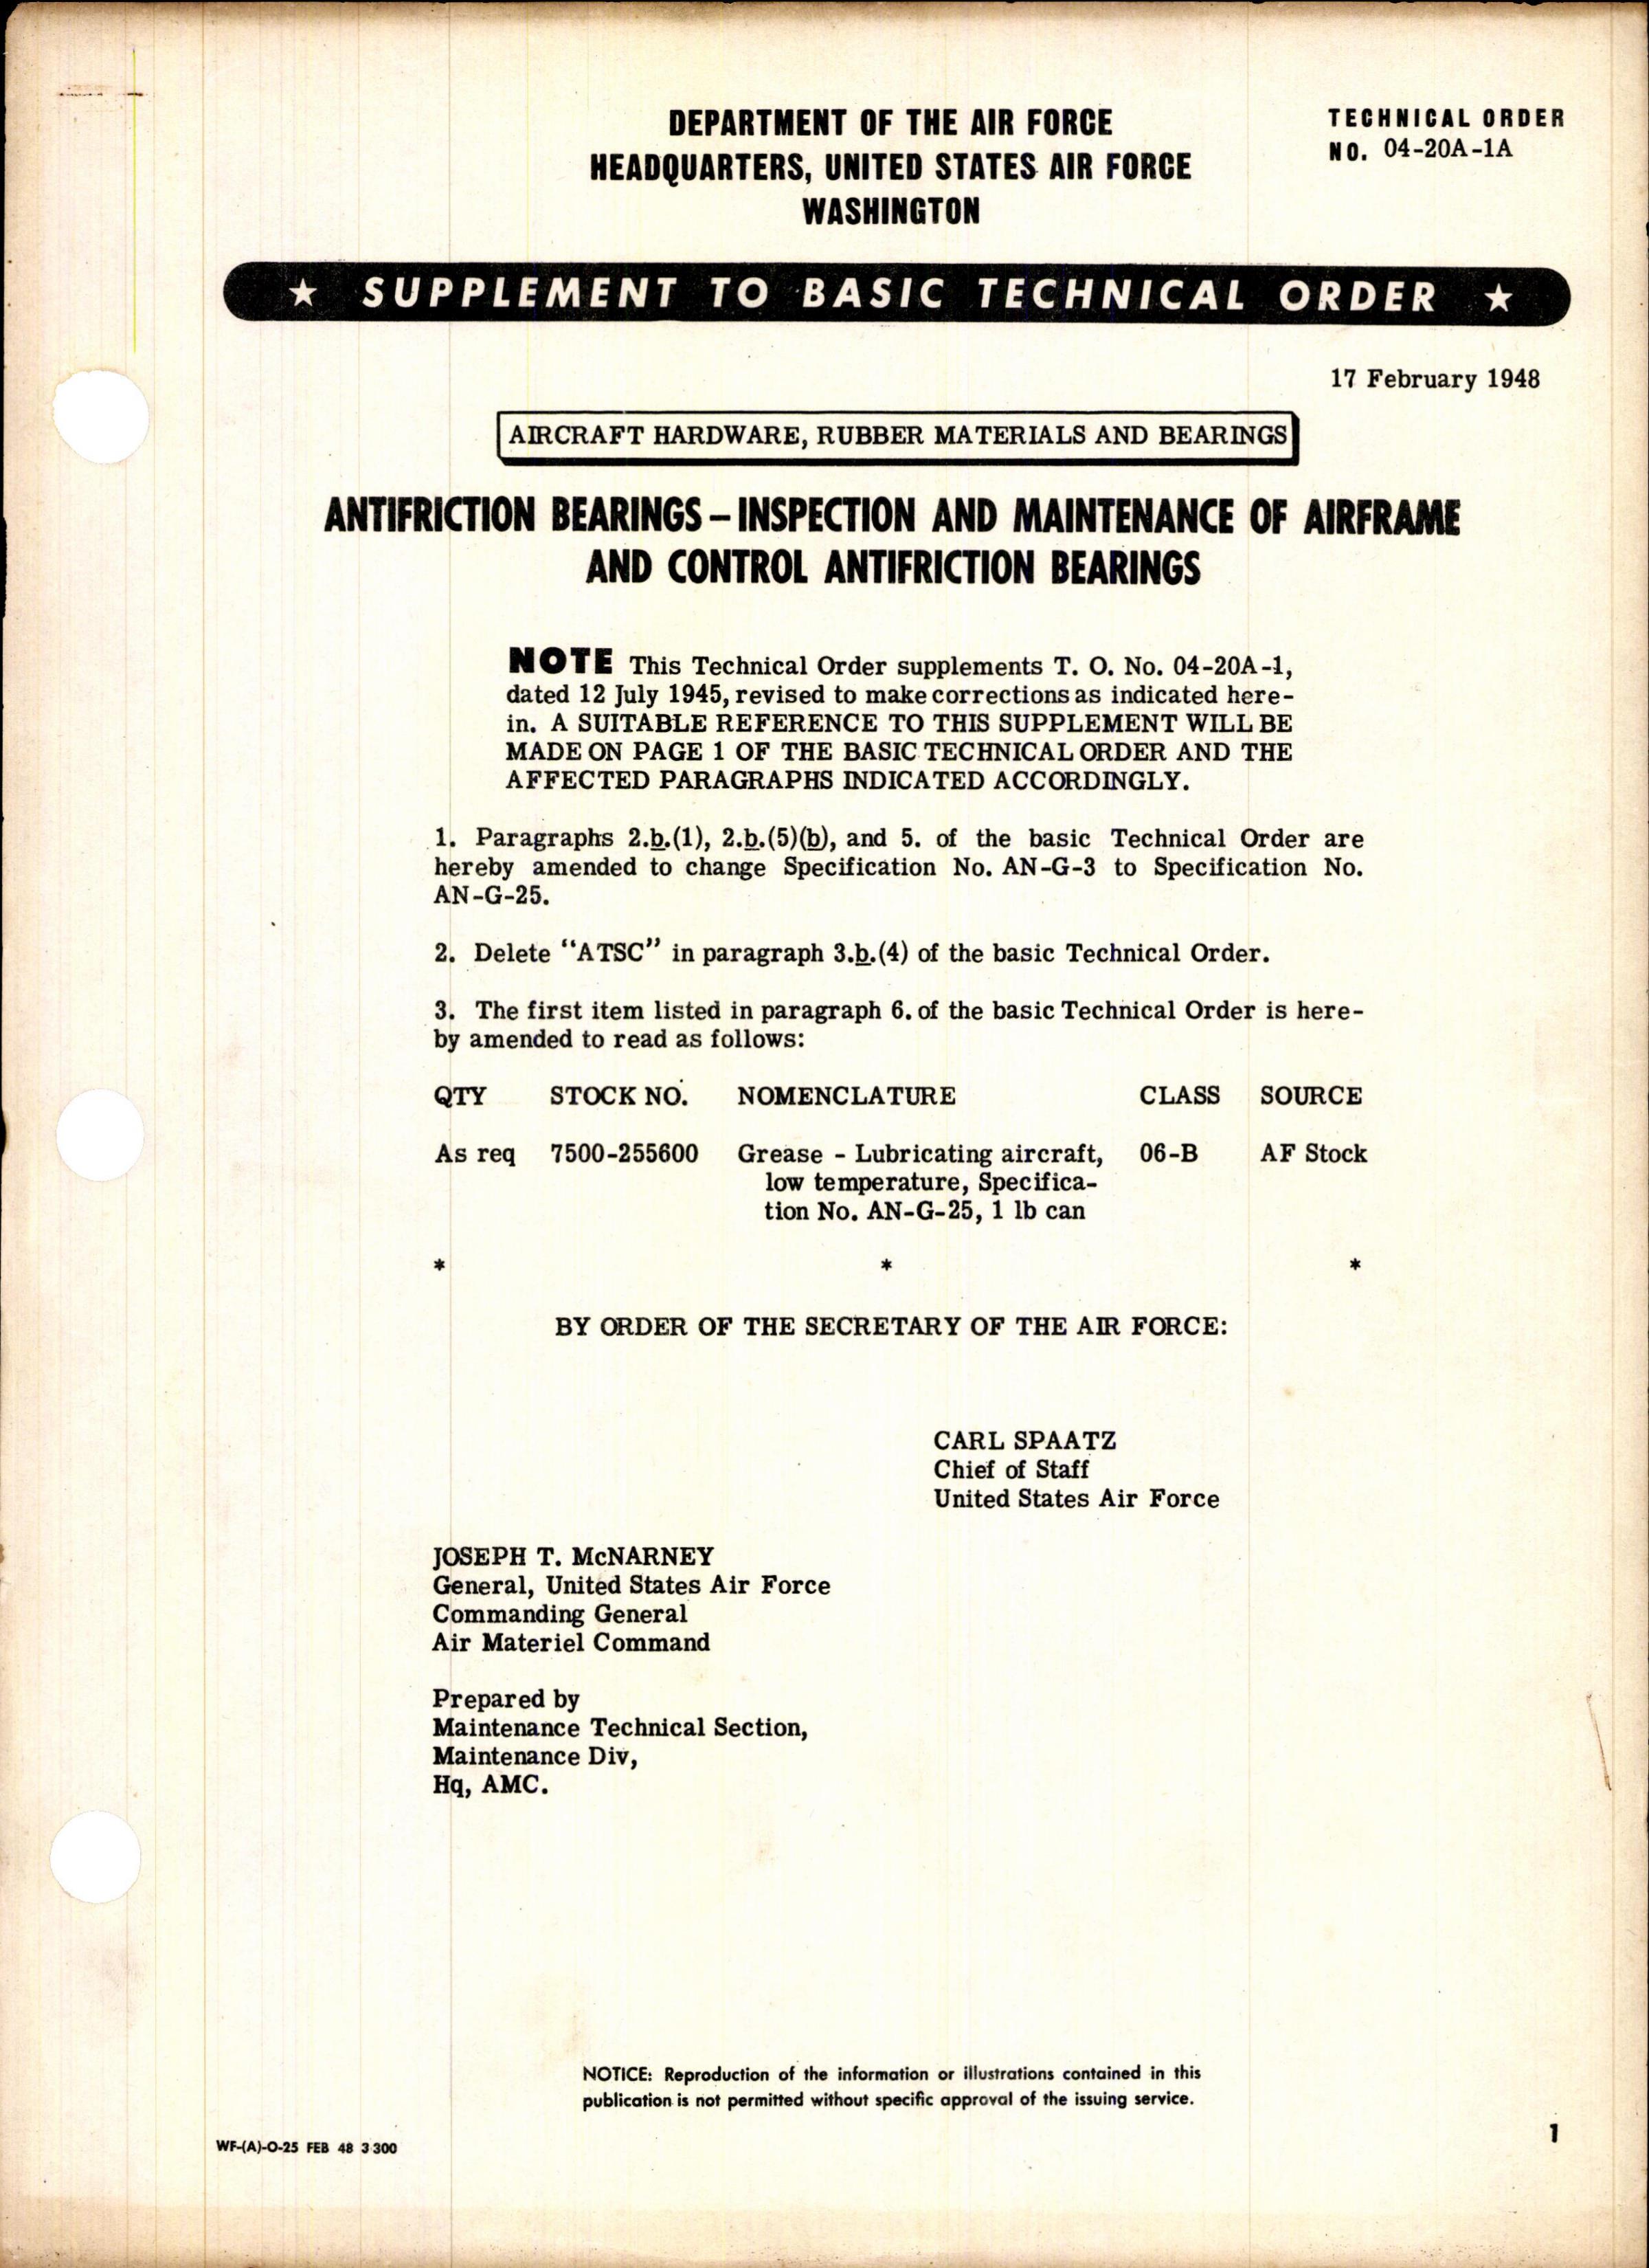 DEPARTMENT OF THE AIR FORCE
HEADQUARTERS, UNITED STATES AIR FORCE
WASHINGTON
TECHNICAL ORDER
NO. 04-20A-1A
★ SUPPLEMENT TO BASIC TECHNICAL ORDER ★
17 February 1948
AIRCRAFT HARDWARE, RUBBER MATERIALS AND BEARINGS
ANTIFRICTION BEARINGS – INSPECTION AND MAINTENANCE OF AIRFRAME
AND CONTROL ANTIFRICTION BEARINGS
NOTE This Technical Order supplements T. O. No. 04-20A-1,
dated 12 July 1945, revised to make corrections as indicated here-
in. A SUITABLE REFERENCE TO THIS SUPPLEMENT WILL BE
MADE ON PAGE 1 OF THE BASIC TECHNICAL ORDER AND THE
AFFECTED PARAGRAPHS INDICATED ACCORDINGLY.
1. Paragraphs 2.b.(1), 2.b.(5)(b), and 5. of the basic Technical Order are
hereby amended to change Specification No. AN-G-3 to Specification No.
AN-G-25.
2. Delete “ATSC” in paragraph 3.b.(4) of the basic Technical Order.
3. The first item listed in paragraph 6. of the basic Technical Order is here-
by amended to read as follows:
QTY STOCK NO. NOMENCLATURE CLASS SOURCE
As req 7500-255600 Grease - Lubricating aircraft, 06-B AF Stock
low temperature, Specifica-
tion No. AN-G-25, 1 lb can
* * *
BY ORDER OF THE SECRETARY OF THE AIR FORCE:
CARL SPAATZ
Chief of Staff
United States Air Force
JOSEPH T. McNARNEY
General, United States Air Force
Commanding General
Air Materiel Command
Prepared by
Maintenance Technical Section,
Maintenance Div,
Hq, AMC.
NOTICE: Reproduction of the information or illustrations contained in this
publication is not permitted without specific approval of the issuing service.
WF-(A)-O-25 FEB 48 3 300
1